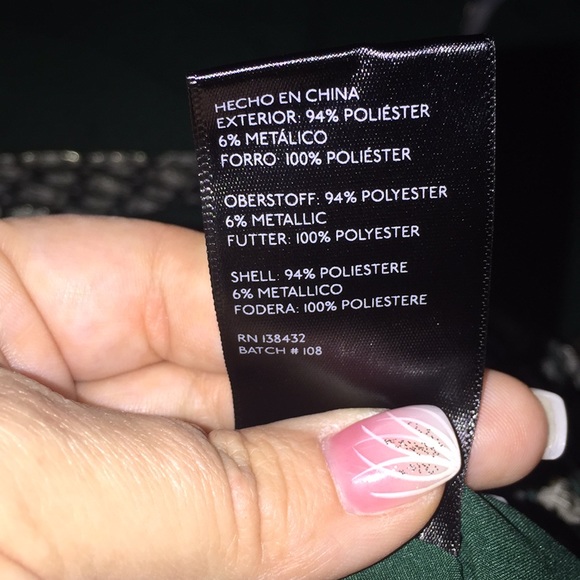 HECHO EN CHINA
EXTERIOR: 94% POLIÉSTER
6% METÁLICO
FORRO: 100% POLIÉSTER
OBERSTOFF: 94% POLYESTER
6% METALLIC
FUTTER: 100% POLYESTER
SHELL: 94% POLIESTERE
6% METALLICO
FODERA: 100% POLIESTERE
RN 138432
BATCH # 108